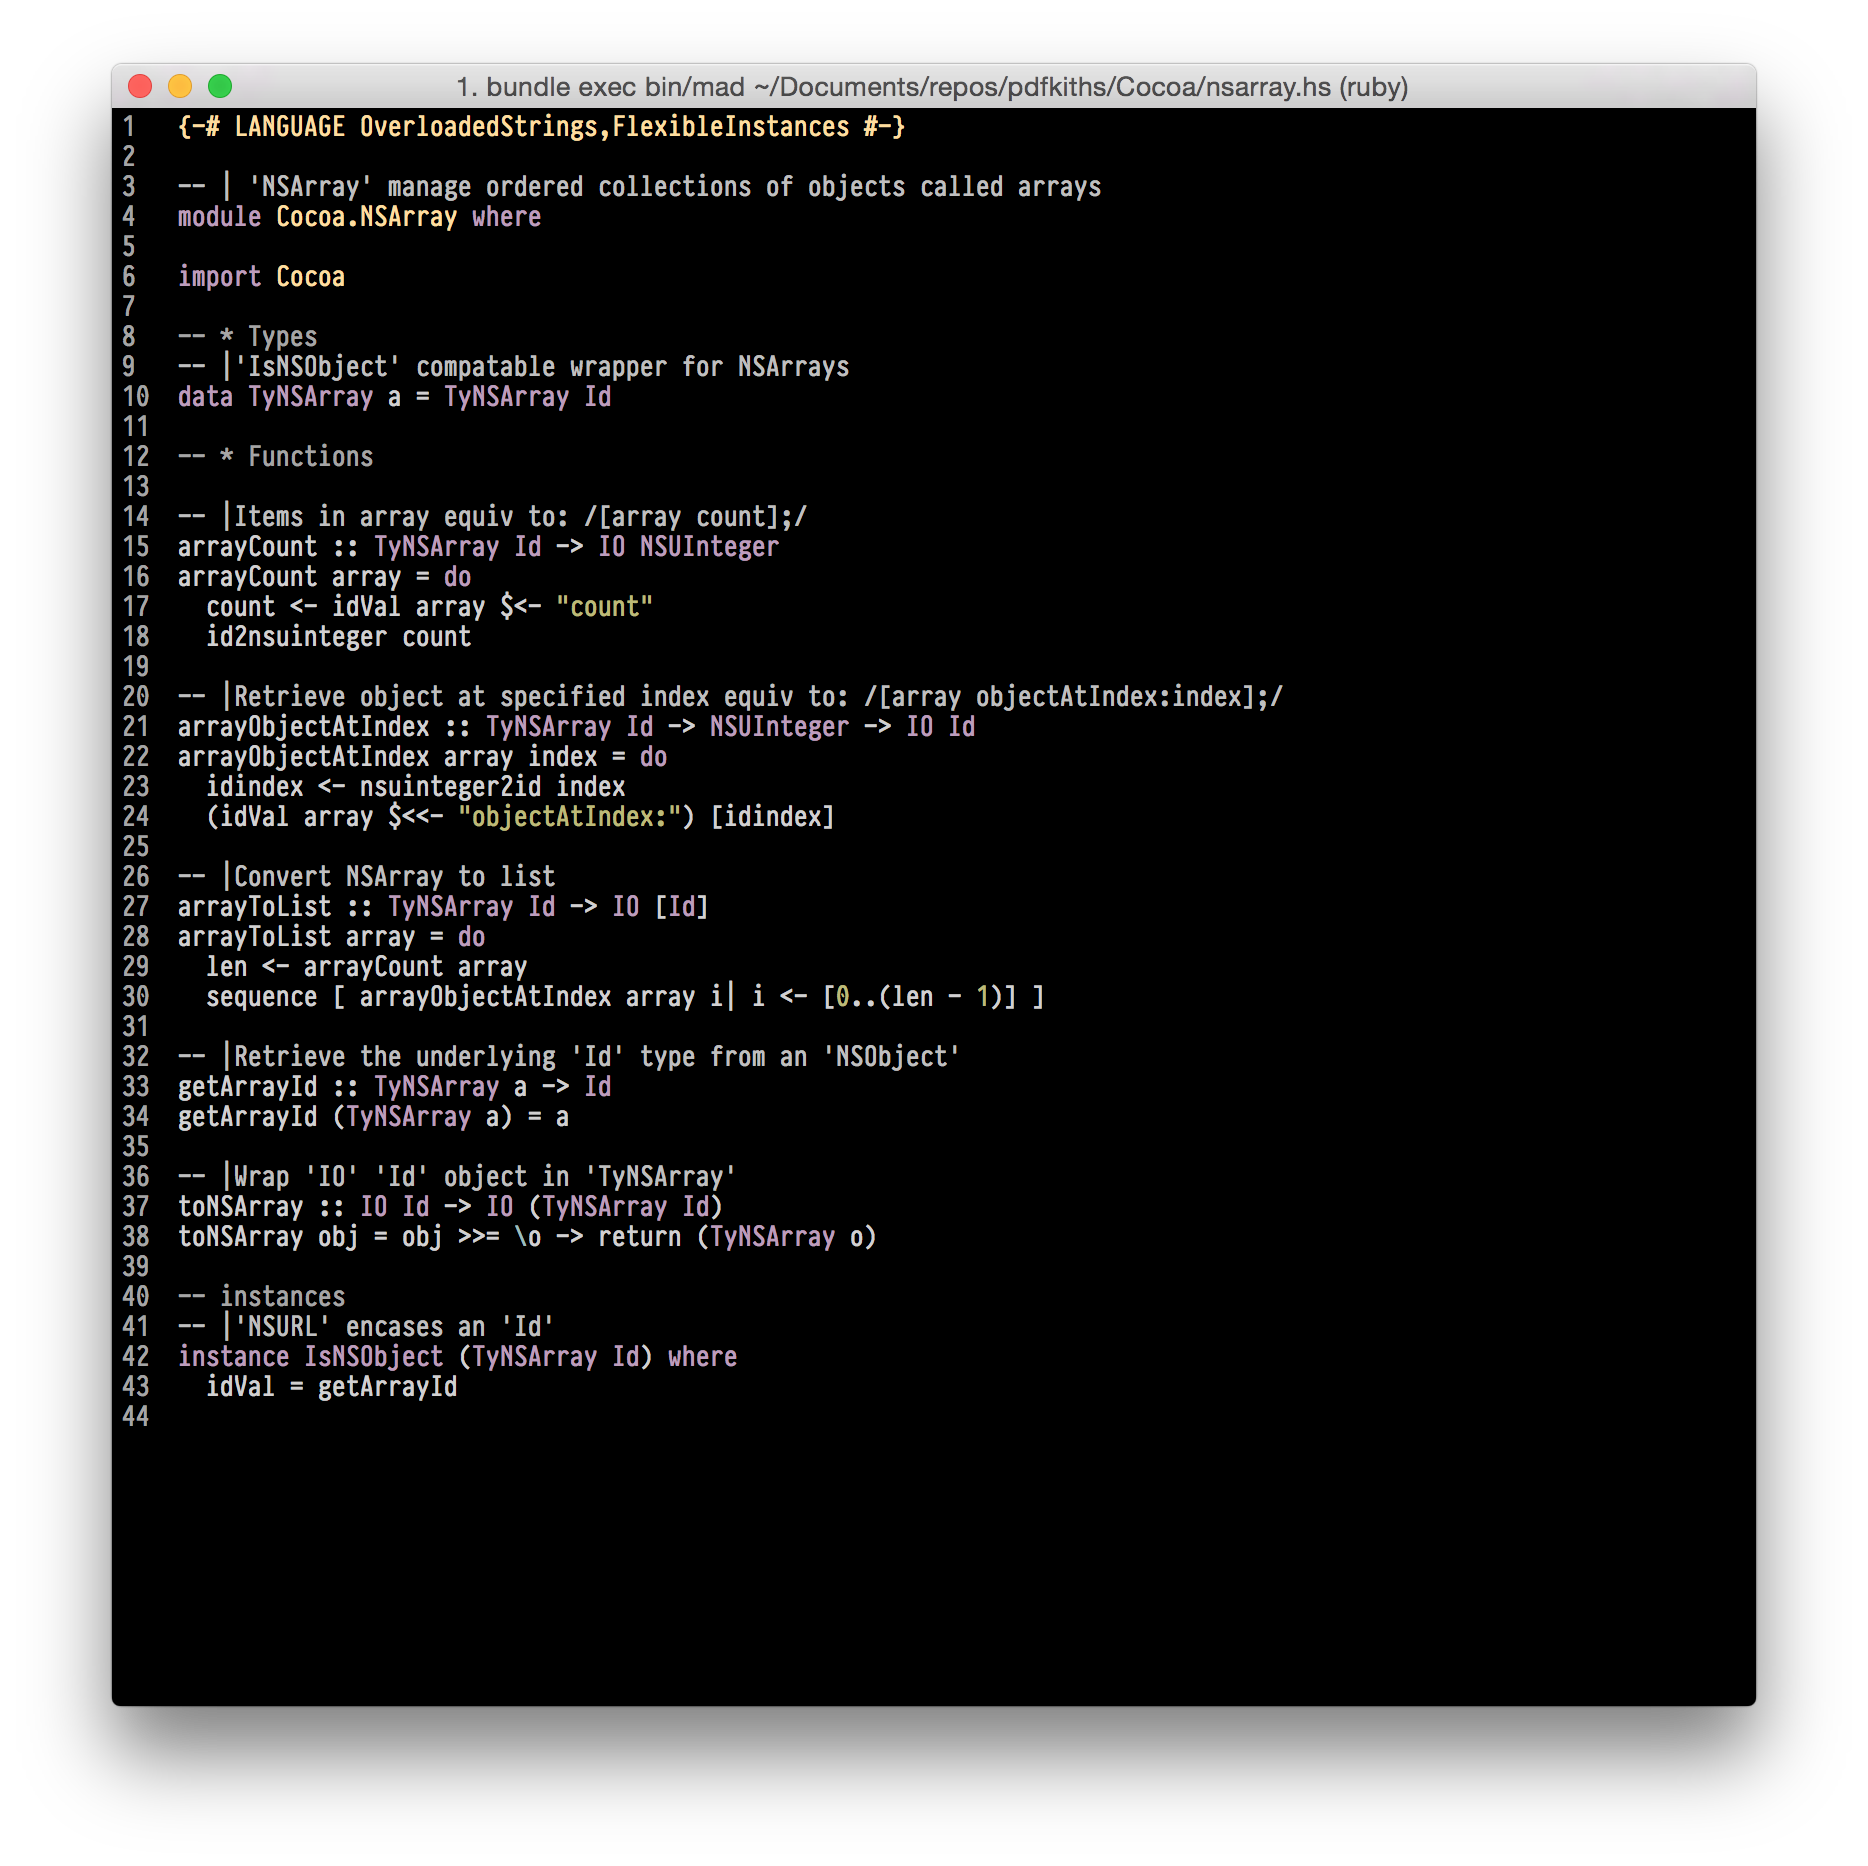 1. bundle exec bin/mad ~/Documents/repos/pdfkiths/Cocoa/nsarray.hs (ruby)
1 {-# LANGUAGE OverloadedStrings,FlexibleInstances #-}
2
3 -- | 'NSArray' manage ordered collections of objects called arrays
4 module Cocoa.NSArray where
5
6 import Cocoa
7
8 -- * Types
9 -- |'IsNSObject' compatable wrapper for NSArrays
10 data TyNSArray a = TyNSArray Id
11
12 -- * Functions
13
14 -- |Items in array equiv to: /[array count];/
15 arrayCount :: TyNSArray Id -> IO NSUInteger
16 arrayCount array = do
17   count <- idVal array $<- "count"
18   id2nsuinteger count
19
20 -- |Retrieve object at specified index equiv to: /[array objectAtIndex:index];/
21 arrayObjectAtIndex :: TyNSArray Id -> NSUInteger -> IO Id
22 arrayObjectAtIndex array index = do
23   idindex <- nsuinteger2id index
24   (idVal array $<<- "objectAtIndex:") [idindex]
25
26 -- |Convert NSArray to list
27 arrayToList :: TyNSArray Id -> IO [Id]
28 arrayToList array = do
29   len <- arrayCount array
30   sequence [ arrayObjectAtIndex array i| i <- [0..(len - 1)] ]
31
32 -- |Retrieve the underlying 'Id' type from an 'NSObject'
33 getArrayId :: TyNSArray a -> Id
34 getArrayId (TyNSArray a) = a
35
36 -- |Wrap 'IO' 'Id' object in 'TyNSArray'
37 toNSArray :: IO Id -> IO (TyNSArray Id)
38 toNSArray obj = obj >>= \o -> return (TyNSArray o)
39
40 -- instances
41 -- |'NSURL' encases an 'Id'
42 instance IsNSObject (TyNSArray Id) where
43   idVal = getArrayId
44